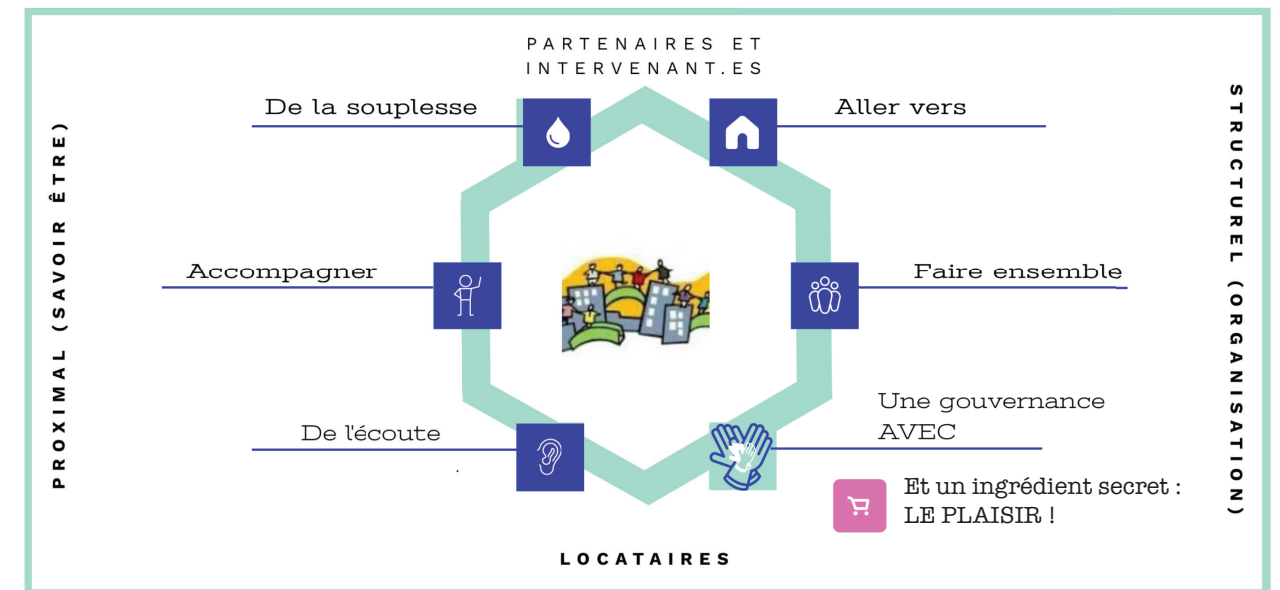 PARTENAIRES ET
INTERVENANT.ES
De la souplesse
Aller vers
PROXIMAL (SAVOIR ÊTRE)
STRUCTUREL (ORGANISATION)
Accompagner
Faire ensemble
De l'écoute
Une gouvernance
AVEC
Et un ingrédient secret :
LE PLAISIR !
LOCATAIRES